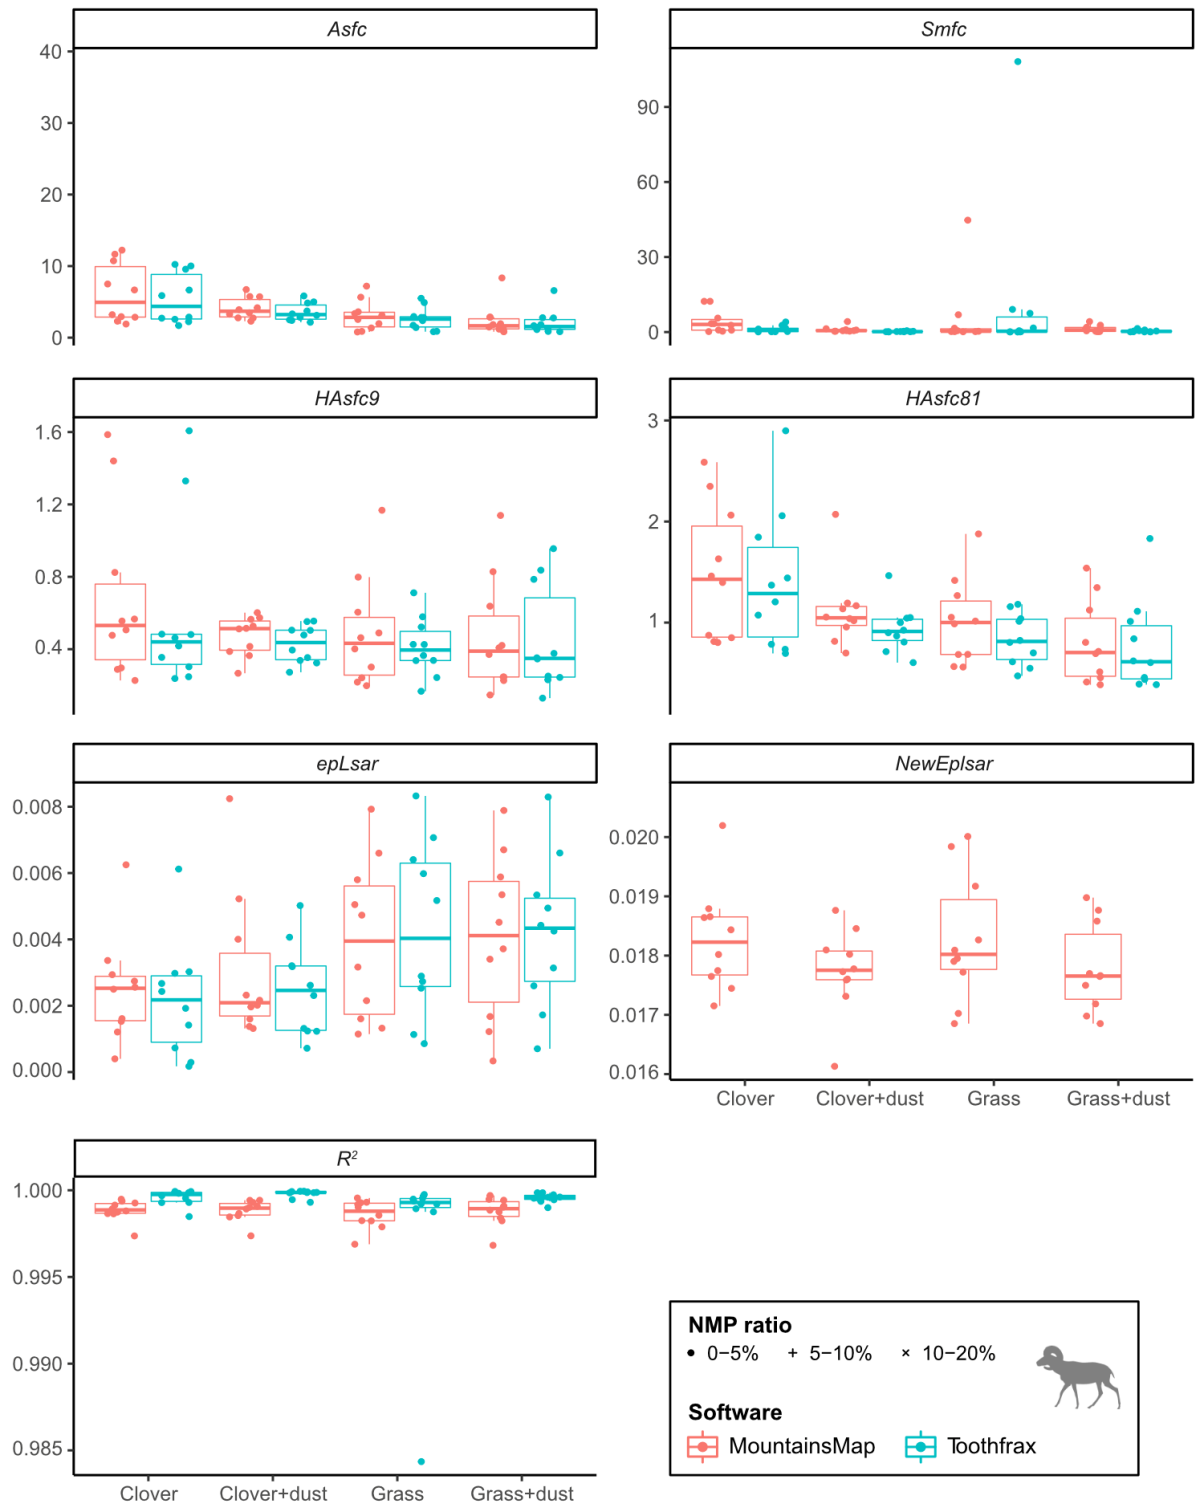 Asfc
Smfc
40
30
20
10
0
90
60
30
0
HAsfc9
HAsfc81
1.6
1.2
0.8
0.4
3
2
1
epLsar
NewEplsar
0.008
0.006
0.004
0.002
0.000
0.020
0.019
0.018
0.017
0.016
Clover Clover+dust Grass Grass+dust
R²
1.000
0.995
0.990
0.985
Clover Clover+dust Grass Grass+dust
NMP ratio
• 0−5% + 5−10% × 10−20%
Software
MountainsMap Toothfrax